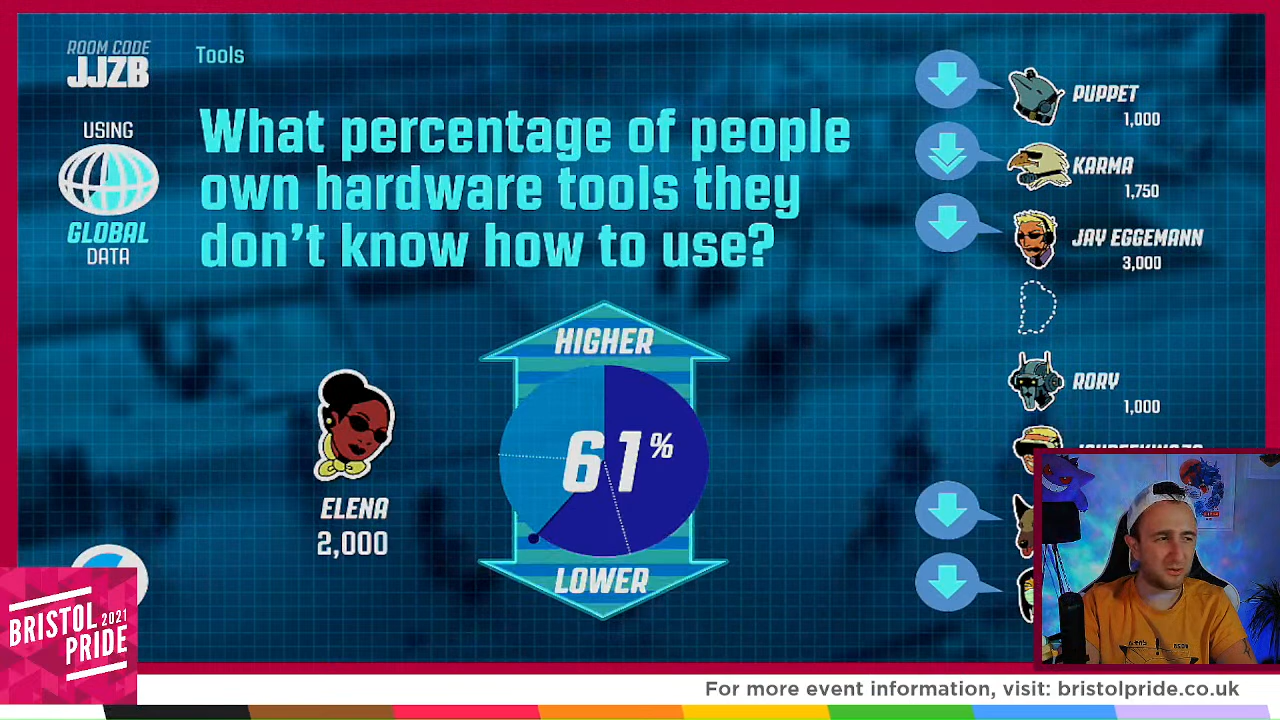 ROOM CODE
JJZB
Tools
USING
GLOBAL
DATA
What percentage of people
own hardware tools they
don't know how to use?
PUPPET
1,000
KARMA
1,750
JAY EGGEMANN
3,000
RORY
1,000
HIGHER
61%
LOWER
ELENA
2,000
BRISTOL 2021
PRIDE
For more event information, visit: bristolpride.co.uk